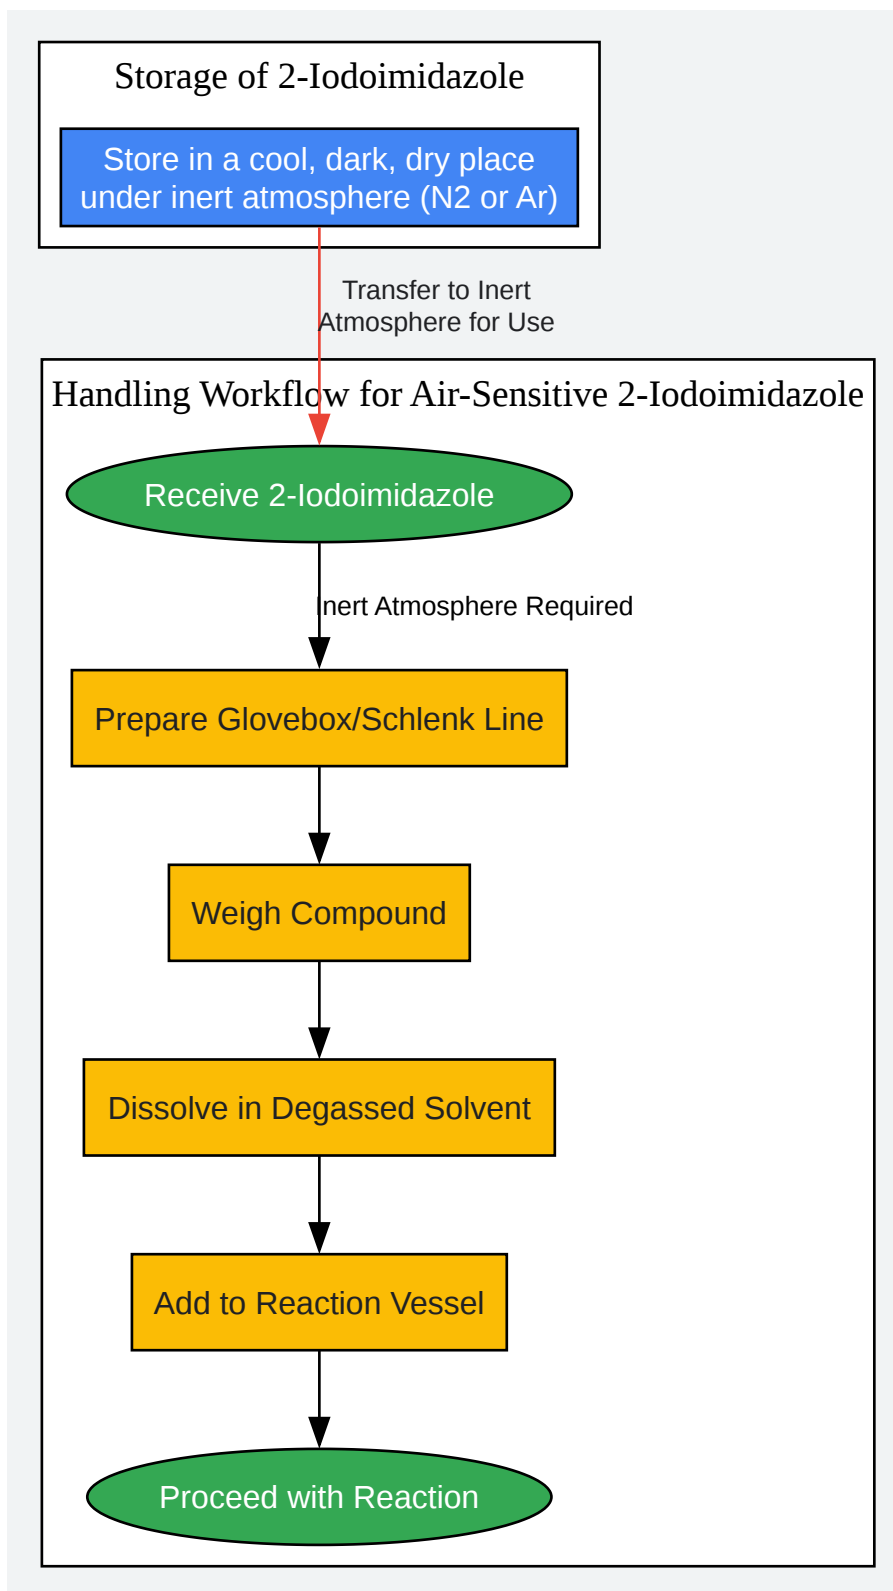 Storage of 2-Iodoimidazole
Store in a cool, dark, dry place
under inert atmosphere (N2 or Ar)
Transfer to Inert
Atmosphere for Use
Handling Workflow for Air-Sensitive 2-Iodoimidazole
Receive 2-Iodoimidazole
Inert Atmosphere Required
Prepare Glovebox/Schlenk Line
Weigh Compound
Dissolve in Degassed Solvent
Add to Reaction Vessel
Proceed with Reaction